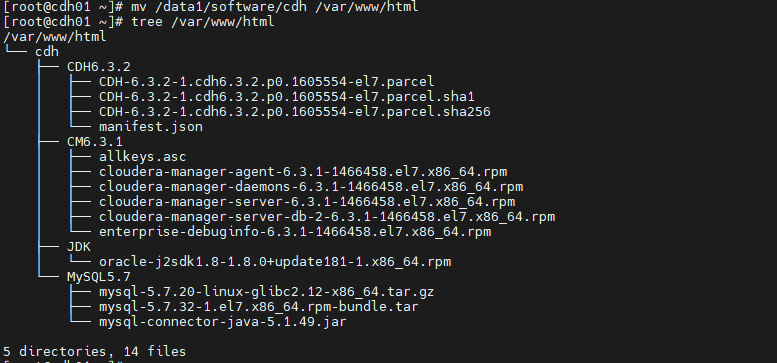 [root@cdh01 ~]# mv /data1/software/cdh /var/www/html
[root@cdh01 ~]# tree /var/www/html
/var/www/html
└── cdh
    ├── CDH6.3.2
    │   ├── CDH-6.3.2-1.cdh6.3.2.p0.1605554-el7.parcel
    │   ├── CDH-6.3.2-1.cdh6.3.2.p0.1605554-el7.parcel.sha1
    │   ├── CDH-6.3.2-1.cdh6.3.2.p0.1605554-el7.parcel.sha256
    │   └── manifest.json
    ├── CM6.3.1
    │   ├── allkeys.asc
    │   ├── cloudera-manager-agent-6.3.1-1466458.el7.x86_64.rpm
    │   ├── cloudera-manager-daemons-6.3.1-1466458.el7.x86_64.rpm
    │   ├── cloudera-manager-server-6.3.1-1466458.el7.x86_64.rpm
    │   ├── cloudera-manager-server-db-2-6.3.1-1466458.el7.x86_64.rpm
    │   └── enterprise-debuginfo-6.3.1-1466458.el7.x86_64.rpm
    ├── JDK
    │   └── oracle-j2sdk1.8-1.8.0+update181-1.x86_64.rpm
    └── MySQL5.7
        ├── mysql-5.7.20-linux-glibc2.12-x86_64.tar.gz
        ├── mysql-5.7.32-1.el7.x86_64.rpm-bundle.tar
        └── mysql-connector-java-5.1.49.jar

5 directories, 14 files